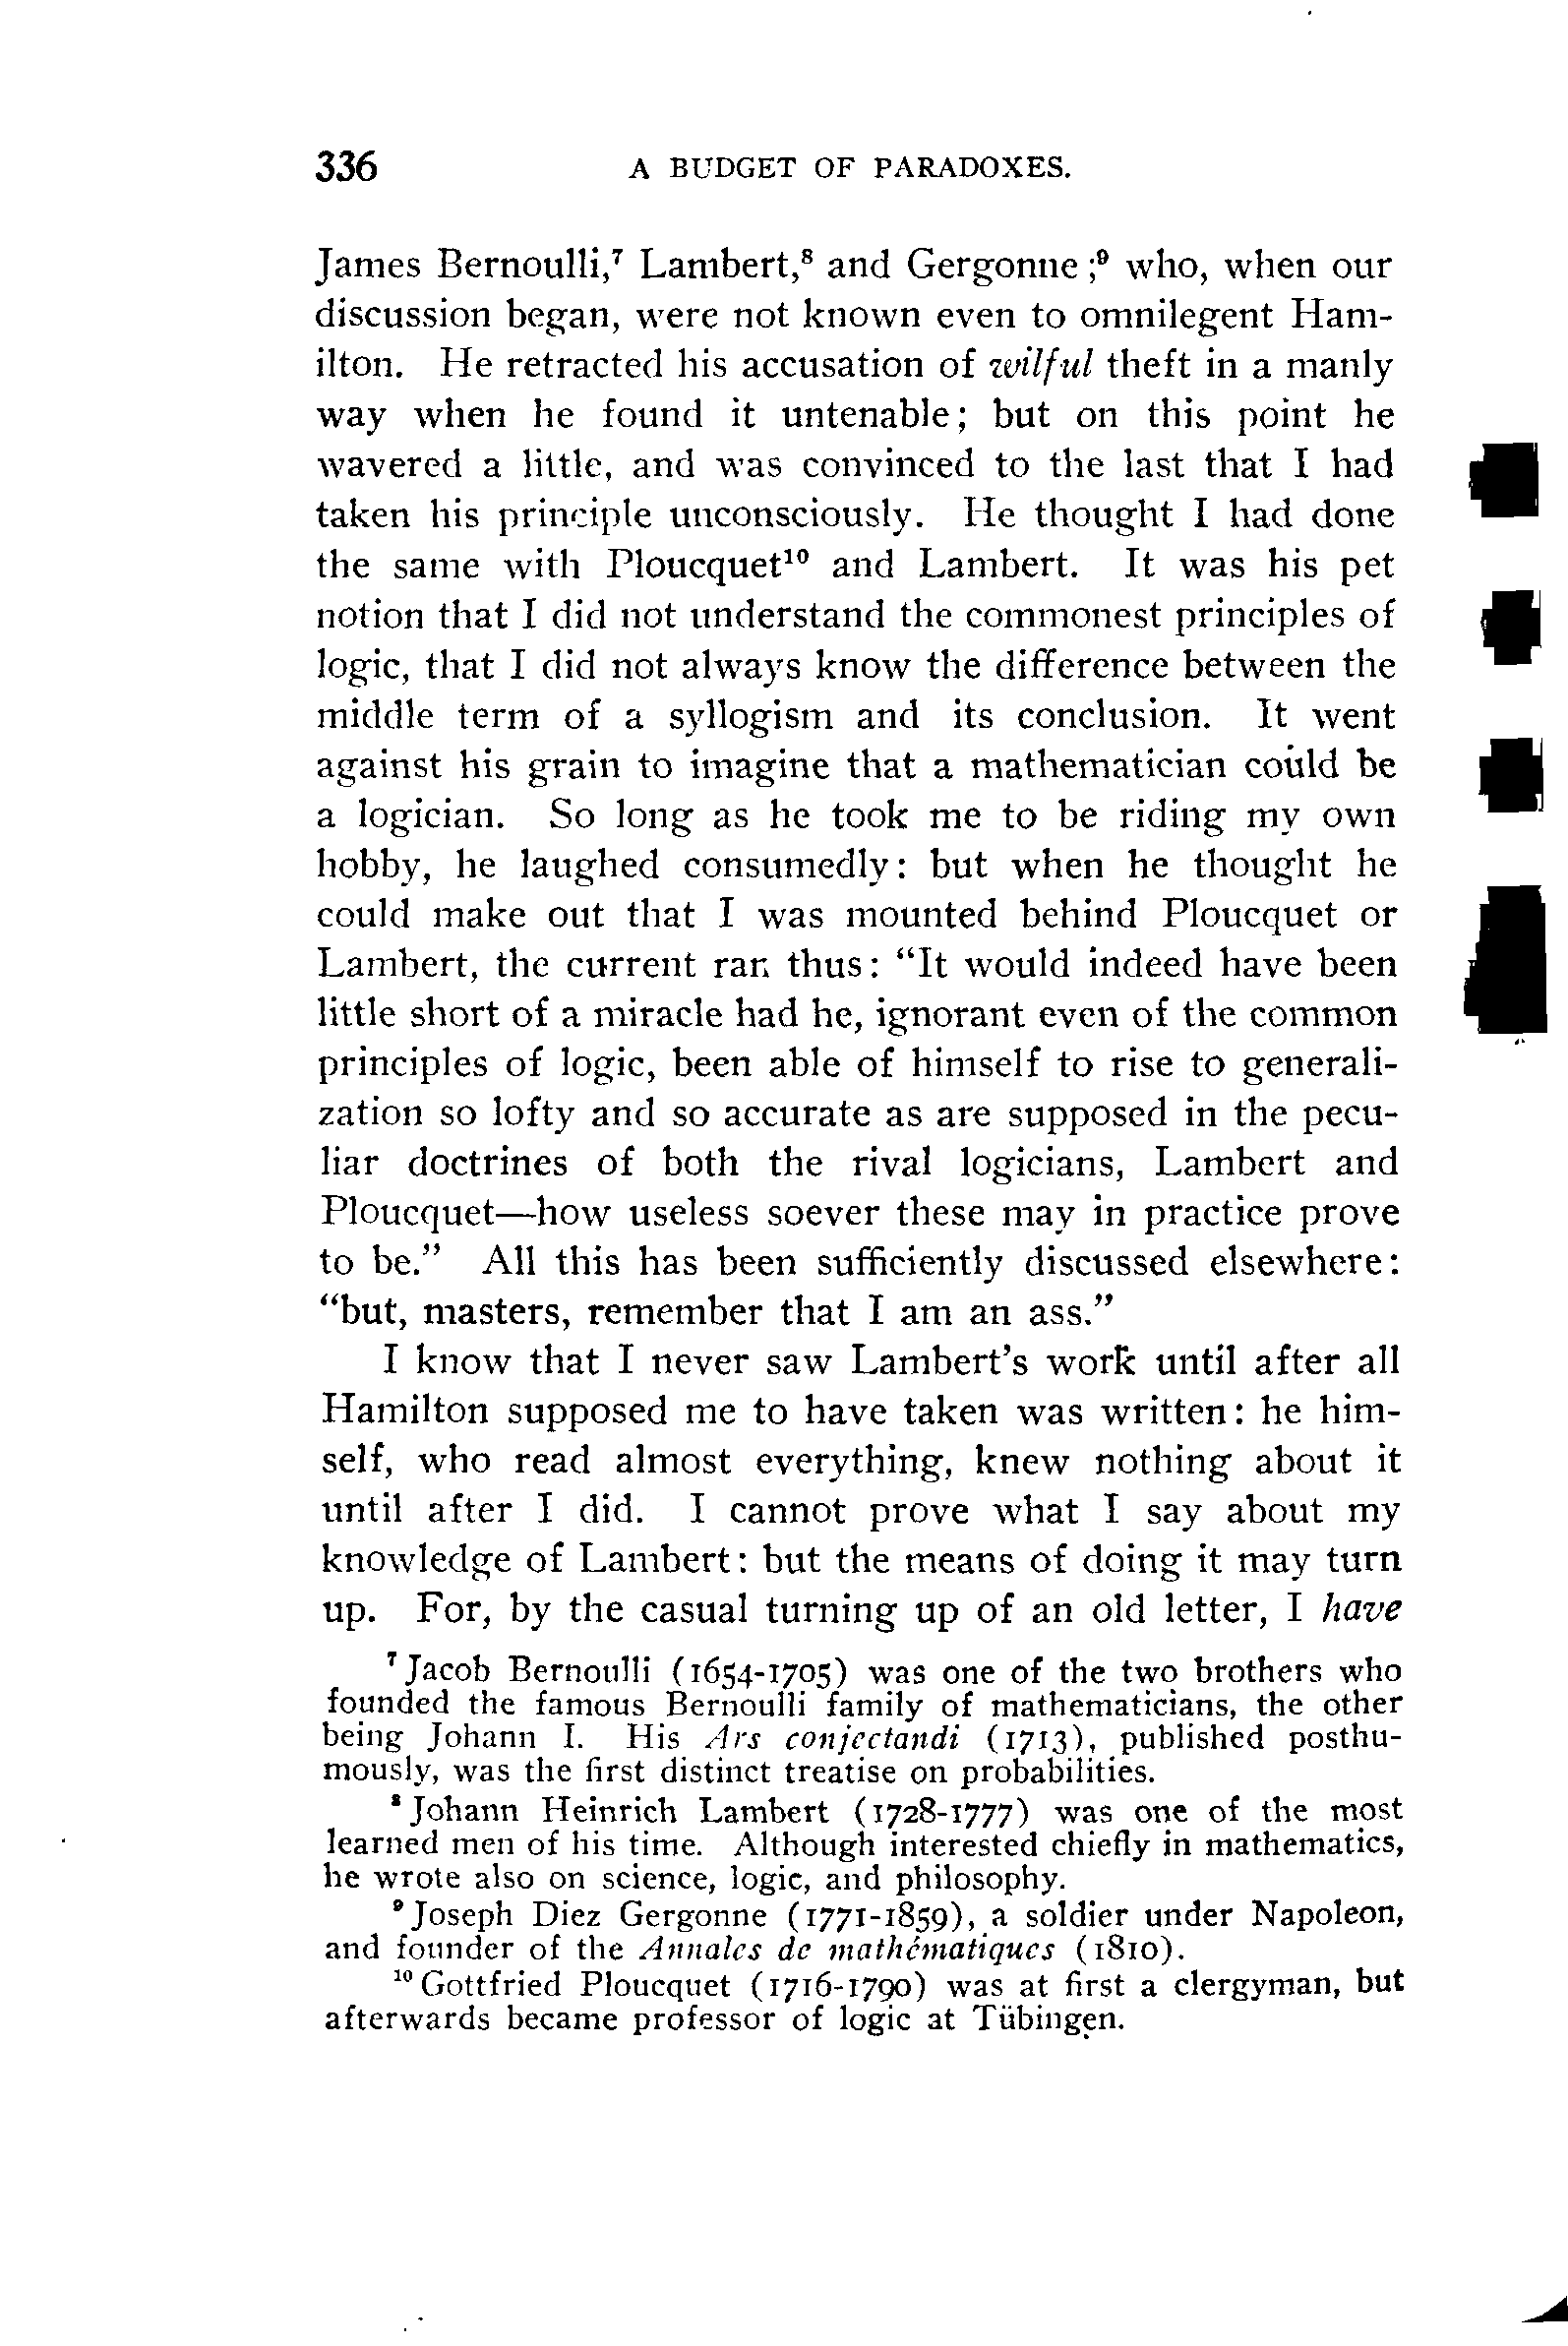 336 A BUDGET OF PARADOXES.
James Bernoulli,⁷ Lambert,⁸ and Gergonne;⁹ who, when our
discussion began, were not known even to omnilegent Ham-
ilton. He retracted his accusation of wilful theft in a manly
way when he found it untenable; but on this point he
wavered a little, and was convinced to the last that I had
taken his principle unconsciously. He thought I had done
the same with Ploucquet¹⁰ and Lambert. It was his pet
notion that I did not understand the commonest principles of
logic, that I did not always know the difference between the
middle term of a syllogism and its conclusion. It went
against his grain to imagine that a mathematician could be
a logician. So long as he took me to be riding my own
hobby, he laughed consumedly: but when he thought he
could make out that I was mounted behind Ploucquet or
Lambert, the current ran thus: “It would indeed have been
little short of a miracle had he, ignorant even of the common
principles of logic, been able of himself to rise to generali-
zation so lofty and so accurate as are supposed in the pecu-
liar doctrines of both the rival logicians, Lambert and
Ploucquet—how useless soever these may in practice prove
to be.” All this has been sufficiently discussed elsewhere:
“but, masters, remember that I am an ass.”
I know that I never saw Lambert’s work until after all
Hamilton supposed me to have taken was written: he him-
self, who read almost everything, knew nothing about it
until after I did. I cannot prove what I say about my
knowledge of Lambert: but the means of doing it may turn
up. For, by the casual turning up of an old letter, I have
⁷ Jacob Bernoulli (1654-1705) was one of the two brothers who
founded the famous Bernoulli family of mathematicians, the other
being Johann I. His Ars conjectandi (1713), published posthu-
mously, was the first distinct treatise on probabilities.
⁸ Johann Heinrich Lambert (1728-1777) was one of the most
learned men of his time. Although interested chiefly in mathematics,
he wrote also on science, logic, and philosophy.
⁹ Joseph Diez Gergonne (1771-1859), a soldier under Napoleon,
and founder of the Annales de mathématiques (1810).
¹⁰ Gottfried Ploucquet (1716-1790) was at first a clergyman, but
afterwards became professor of logic at Tübingen.